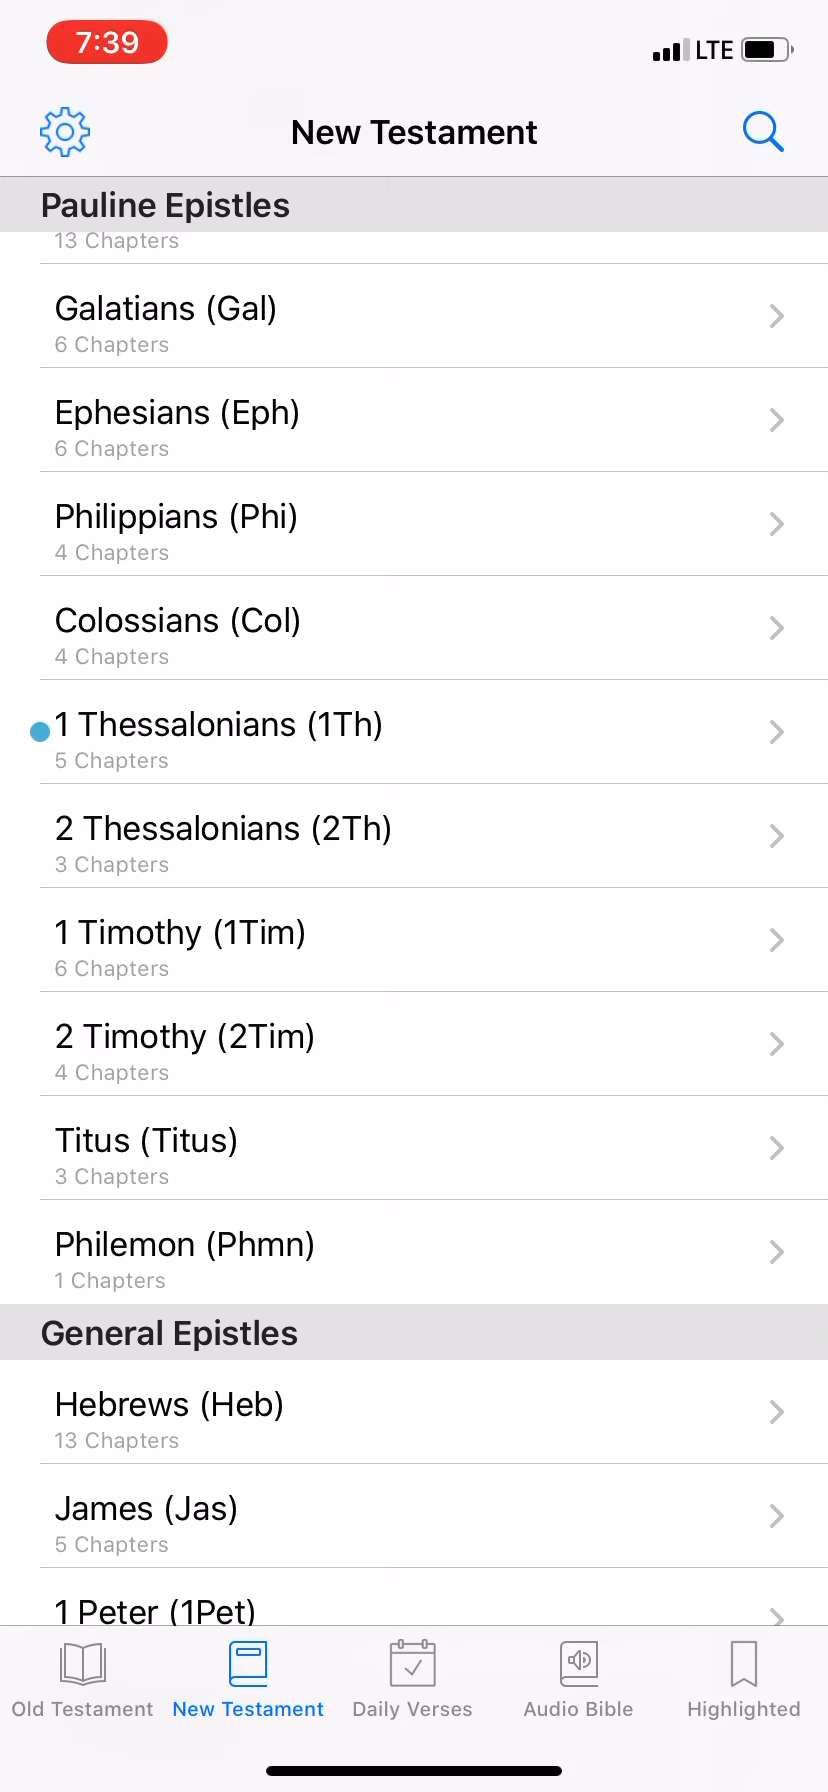 7:39
LTE
New Testament
Pauline Epistles
13 Chapters
Galatians (Gal)
6 Chapters
Ephesians (Eph)
6 Chapters
Philippians (Phi)
4 Chapters
Colossians (Col)
4 Chapters
1 Thessalonians (1Th)
5 Chapters
2 Thessalonians (2Th)
3 Chapters
1 Timothy (1Tim)
6 Chapters
2 Timothy (2Tim)
4 Chapters
Titus (Titus)
3 Chapters
Philemon (Phmn)
1 Chapters
General Epistles
Hebrews (Heb)
13 Chapters
James (Jas)
5 Chapters
1 Peter (1Pet)
Old Testament New Testament Daily Verses Audio Bible Highlighted